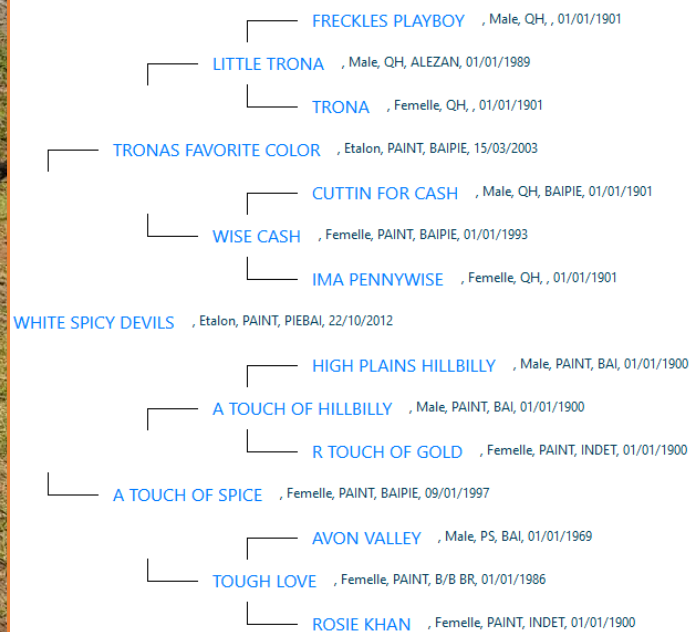 FRECKLES PLAYBOY , Male, QH, , 01/01/1901
LITTLE TRONA , Male, QH, ALEZAN, 01/01/1989
TRONA , Femelle, QH, , 01/01/1901
TRONAS FAVORITE COLOR , Etalon, PAINT, BAIPIE, 15/03/2003
CUTTIN FOR CASH , Male, QH, BAIPIE, 01/01/1901
WISE CASH , Femelle, PAINT, BAIPIE, 01/01/1993
IMA PENNYWISE , Femelle, QH, , 01/01/1901
WHITE SPICY DEVILS , Etalon, PAINT, PIEBAI, 22/10/2012
HIGH PLAINS HILLBILLY , Male, PAINT, BAI, 01/01/1900
A TOUCH OF HILLBILLY , Male, PAINT, BAI, 01/01/1900
R TOUCH OF GOLD , Femelle, PAINT, INDET, 01/01/1900
A TOUCH OF SPICE , Femelle, PAINT, BAIPIE, 09/01/1997
AVON VALLEY , Male, PS, BAI, 01/01/1969
TOUGH LOVE , Femelle, PAINT, B/B BR, 01/01/1986
ROSIE KHAN , Femelle, PAINT, INDET, 01/01/1900